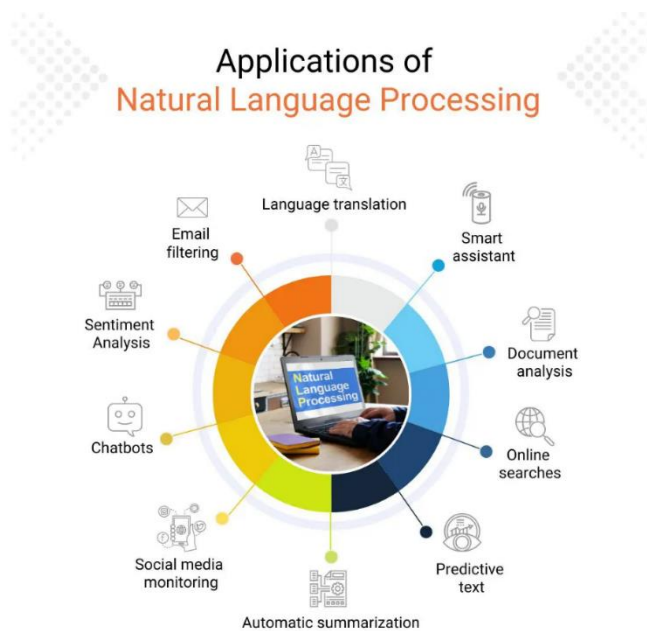 Applications of
Natural Language Processing
Language translation
Smart
assistant
Document
analysis
Online
searches
Predictive
text
Automatic summarization
Social media
monitoring
Chatbots
Sentiment
Analysis
Email
filtering
Natural
Language
Processing
A
文